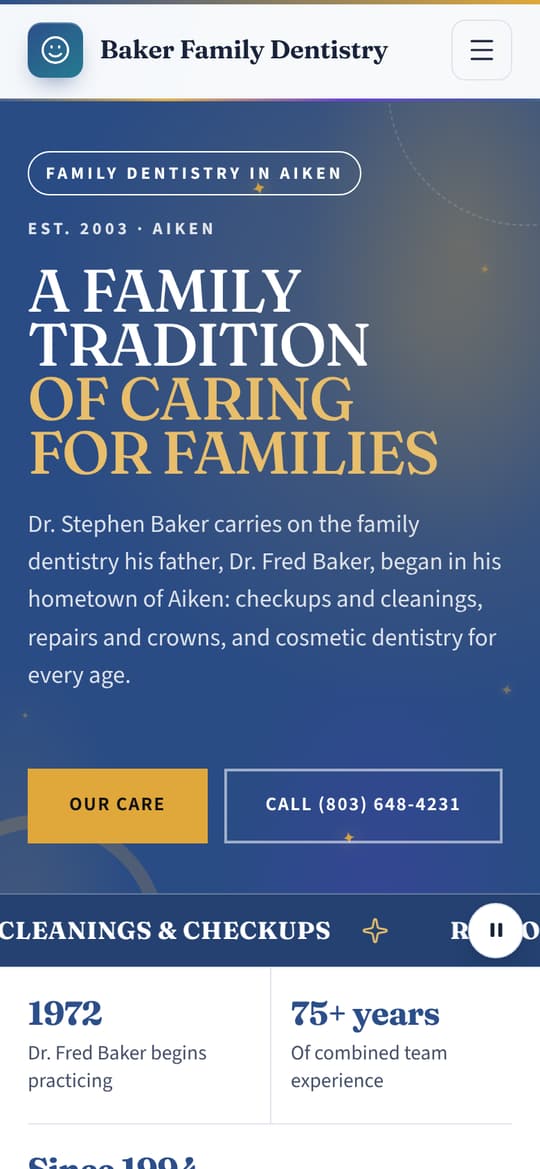 Baker Family Dentistry
FAMILY DENTISTRY IN AIKEN
EST. 2003 · AIKEN
A FAMILY
TRADITION
OF CARING
FOR FAMILIES
Dr. Stephen Baker carries on the family
dentistry his father, Dr. Fred Baker, began in his
hometown of Aiken: checkups and cleanings,
repairs and crowns, and cosmetic dentistry for
every age.
OUR CARE
CALL (803) 648-4231
CLEANINGS & CHECKUPS
1972
Dr. Fred Baker begins
practicing
75+ years
Of combined team
experience
Since 1994